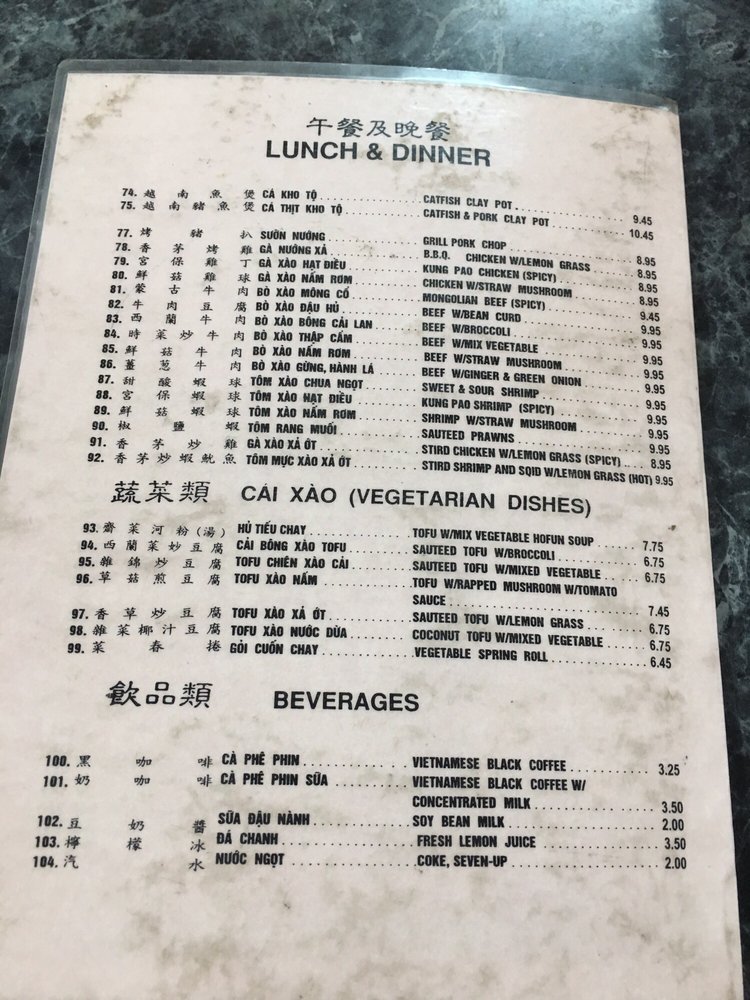 午餐及晚餐
LUNCH & DINNER
74. 越南魚煲 CÁ KHO TỘ CATFISH CLAY POT 9.45
75. 越南豬魚煲 CÁ THỊT KHO TỘ CATFISH & PORK CLAY POT 10.45
77. 烤豬扒 SƯỜN NƯỚNG GRILL PORK CHOP 8.95
78. 香茅烤雞 GÀ NƯỚNG XẢ B.B.Q. CHICKEN W/LEMON GRASS 8.95
79. 宮保雞丁 GÀ XÀO HẠT ĐIỀU KUNG PAO CHICKEN (SPICY) 8.95
80. 鮮菇雞球 GÀ XÀO NẤM RƠM CHICKEN W/STRAW MUSHROOM 8.95
81. 蒙古牛肉 BÒ XÀO MÔNG CỔ MONGOLIAN BEEF (SPICY) 9.45
82. 牛肉豆腐 BÒ XÀO ĐẬU HỦ BEEF W/BEAN CURD 9.95
83. 西蘭牛肉 BÒ XÀO BÔNG CẢI LAN BEEF W/BROCCOLI 9.95
84. 時菜炒牛肉 BÒ XÀO THẬP CẨM BEEF W/MIX VEGETABLE 9.95
85. 鮮菇牛肉 BÒ XÀO NẤM RƠM BEEF W/STRAW MUSHROOM 9.95
86. 薑蔥牛肉 BÒ XÀO GỪNG, HÀNH LÁ BEEF W/GINGER & GREEN ONION 9.95
87. 甜酸蝦球 TÔM XÀO CHUA NGỌT SWEET & SOUR SHRIMP 9.95
88. 宮保蝦球 TÔM XÀO HẠT ĐIỀU KUNG PAO SHRIMP (SPICY) 9.95
89. 鮮菇蝦球 TÔM XÀO NẤM RƠM SHRIMP W/STRAW MUSHROOM 9.95
90. 椒鹽蝦 TÔM RANG MUỐI SAUTEED PRAWNS 9.95
91. 香茅炒雞 GÀ XÀO XẢ ỚT STIRD CHICKEN W/LEMON GRASS (SPICY) 8.95
92. 香茅炒蝦魷魚 TÔM MỰC XÀO XẢ ỚT STIRD SHRIMP AND SQID W/LEMON GRASS (HOT) 9.95
蔬菜類 CẢI XÀO (VEGETARIAN DISHES)
93. 齋菜河粉(湯) HỦ TIẾU CHAY TOFU W/MIX VEGETABLE HOFUN SOUP 7.75
94. 西蘭菜炒豆腐 CẢI BÔNG XÀO TOFU SAUTEED TOFU W/BROCCOLI 6.75
95. 雜錦炒豆腐 TOFU CHIÊN XÀO CẢI SAUTEED TOFU W/MIXED VEGETABLE 6.75
96. 草菇煎豆腐 TOFU XÀO NẤM TOFU W/RAPPED MUSHROOM W/TOMATO
SAUCE 7.45
97. 香草炒豆腐 TOFU XÀO XẢ ỚT SAUTEED TOFU W/LEMON GRASS 6.75
98. 雜菜椰汁豆腐 TOFU XÀO NƯỚC DỪA COCONUT TOFU W/MIXED VEGETABLE 6.75
99. 菜春捲 GỎI CUỐN CHAY VEGETABLE SPRING ROLL 6.45
飲品類 BEVERAGES
100. 黑咖啡 CÀ PHÊ PHIN VIETNAMESE BLACK COFFEE 3.25
101. 奶咖啡 CÀ PHÊ PHIN SỮA VIETNAMESE BLACK COFFEE W/
CONCENTRATED MILK 3.50
102. 豆奶醬 SỮA ĐẬU NÀNH SOY BEAN MILK 2.00
103. 檸檬冰 ĐÁ CHANH FRESH LEMON JUICE 3.50
104. 汽水 NƯỚC NGỌT COKE, SEVEN-UP 2.00